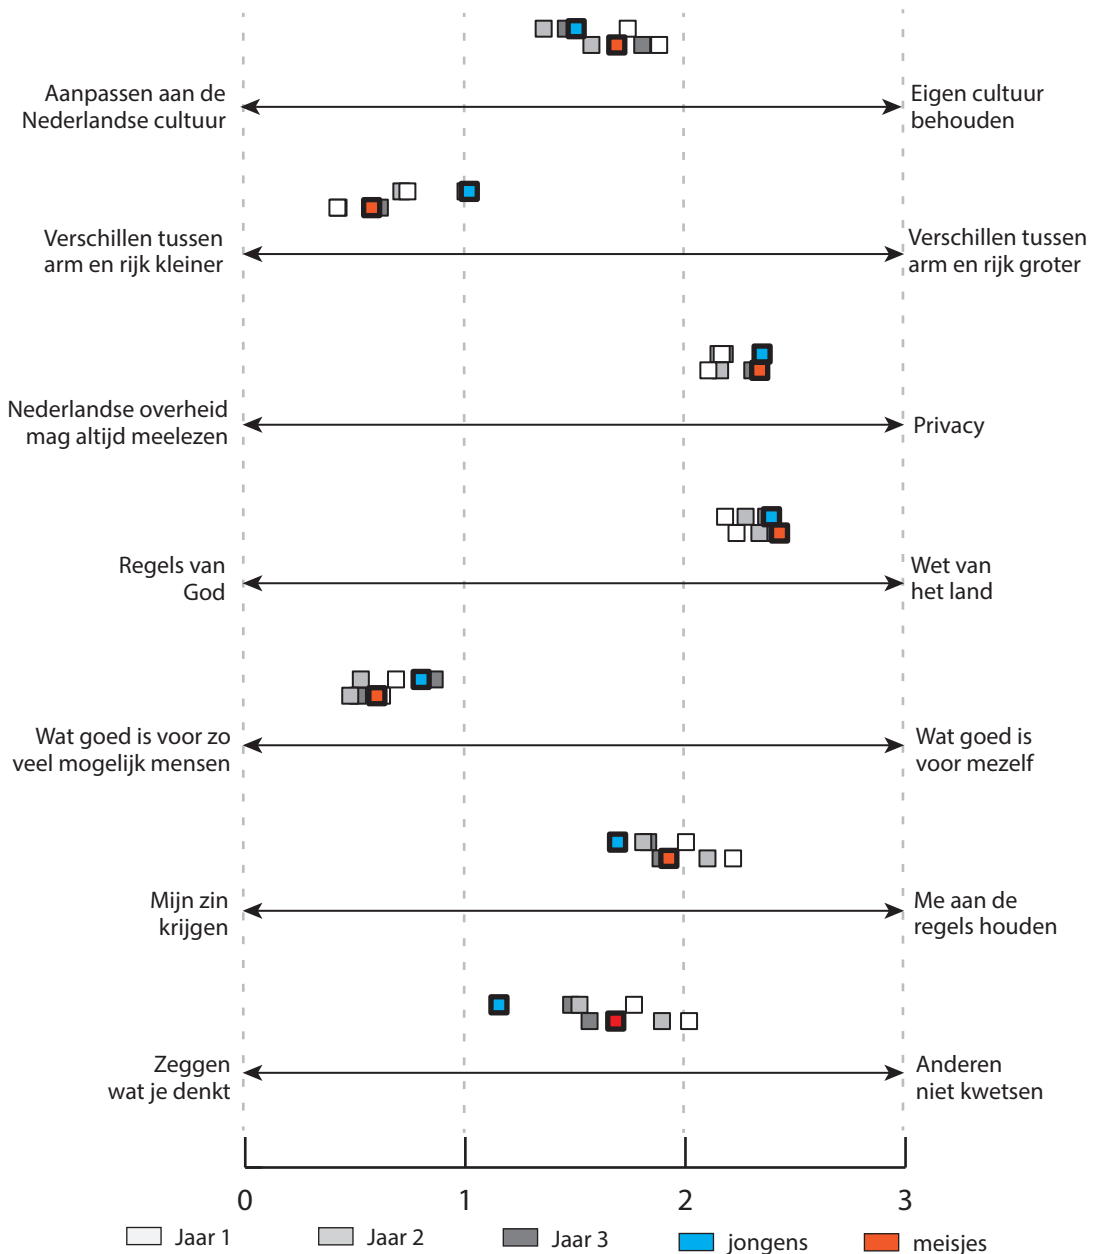 Aanpassen aan de
Nederlandse cultuur
Eigen cultuur
behouden
Verschillen tussen
arm en rijk kleiner
Verschillen tussen
arm en rijk groter
Nederlandse overheid
mag altijd meelezen
Privacy
Regels van
God
Wet van
het land
Wat goed is voor zo
veel mogelijk mensen
Wat goed is
voor mezelf
Mijn zin
krijgen
Me aan de
regels houden
Zeggen
wat je denkt
Anderen
niet kwetsen
0 1 2 3
Jaar 1 Jaar 2 Jaar 3 jongens meisjes